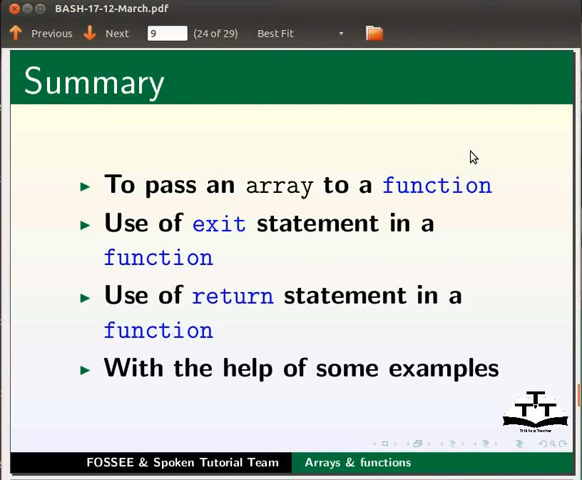 BASH-17-12-March.pdf
Previous Next 9 (24 of 29) Best Fit
Summary
To pass an array to a function
Use of exit statement in a
function
Use of return statement in a
function
With the help of some examples
FOSSEE & Spoken Tutorial Team Arrays & functions